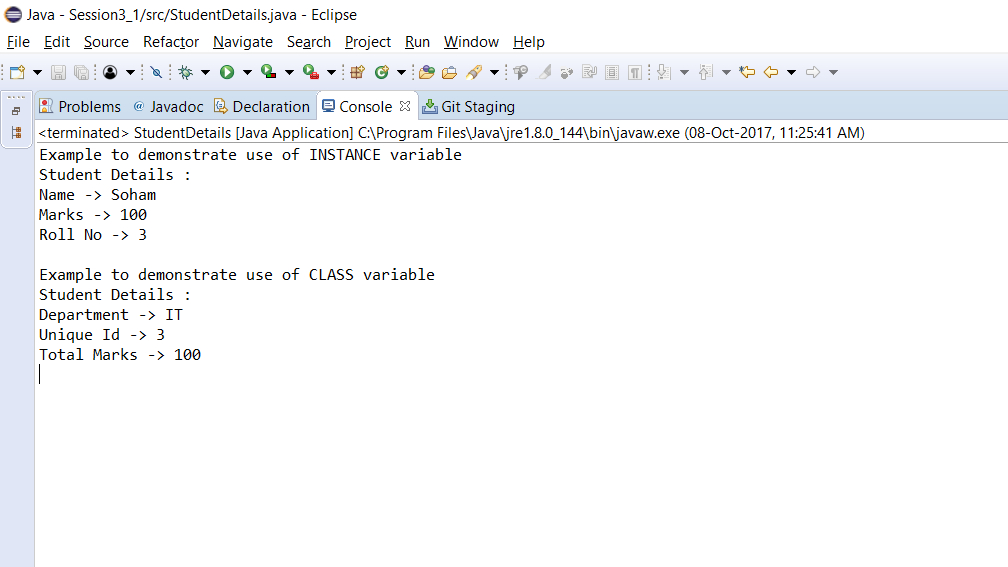 Java - Session3_1/src/StudentDetails.java - Eclipse
File Edit Source Refactor Navigate Search Project Run Window Help
Problems @ Javadoc Declaration Console Git Staging
<terminated> StudentDetails [Java Application] C:\Program Files\Java\jre1.8.0_144\bin\javaw.exe (08-Oct-2017, 11:25:41 AM)
Example to demonstrate use of INSTANCE variable
Student Details :
Name -> Soham
Marks -> 100
Roll No -> 3
Example to demonstrate use of CLASS variable
Student Details :
Department -> IT
Unique Id -> 3
Total Marks -> 100